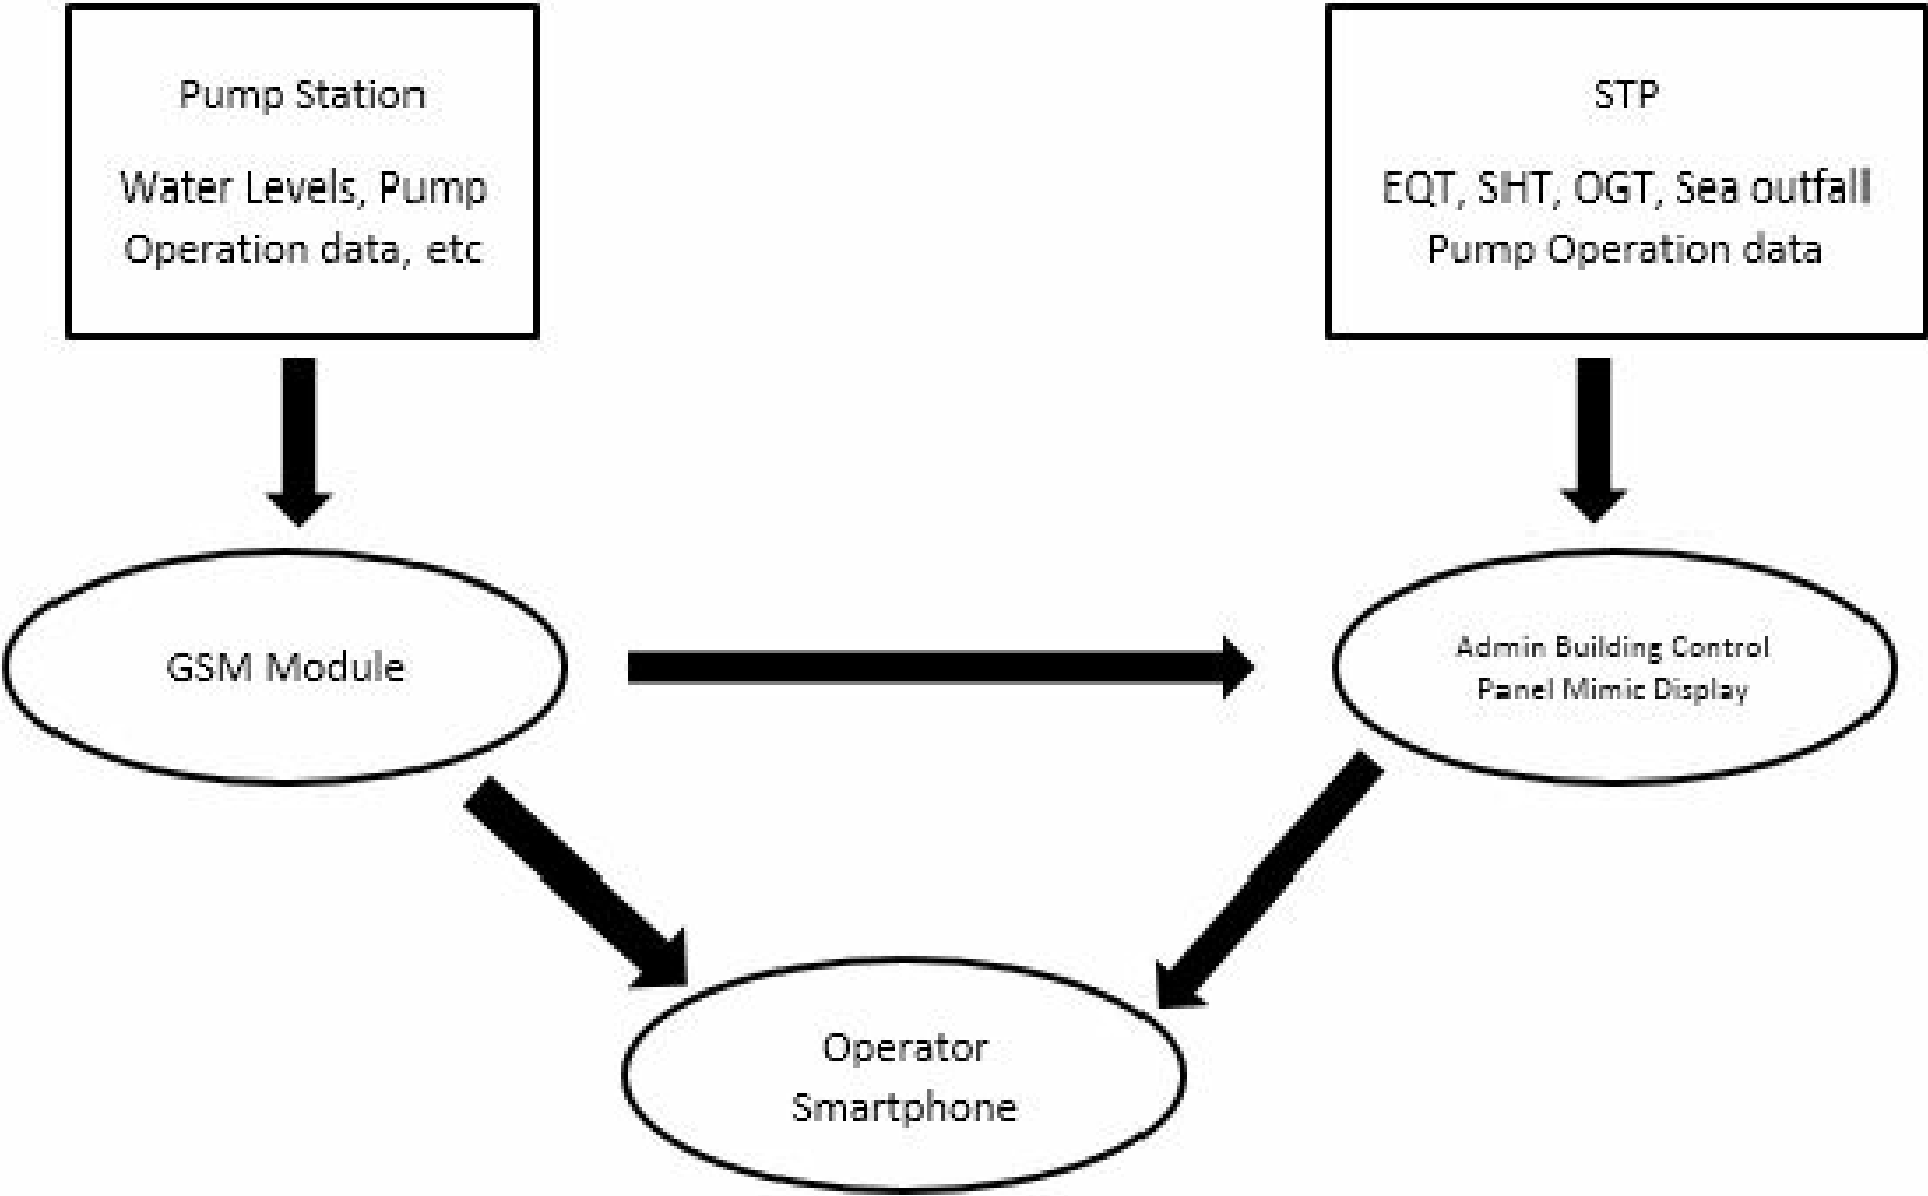 Pump Station
Water Levels, Pump
Operation data, etc
STP
EQT, SHT, OGT, Sea outfall
Pump Operation data
GSM Module
Admin Building Control
Panel Mimic Display
Operator
Smartphone